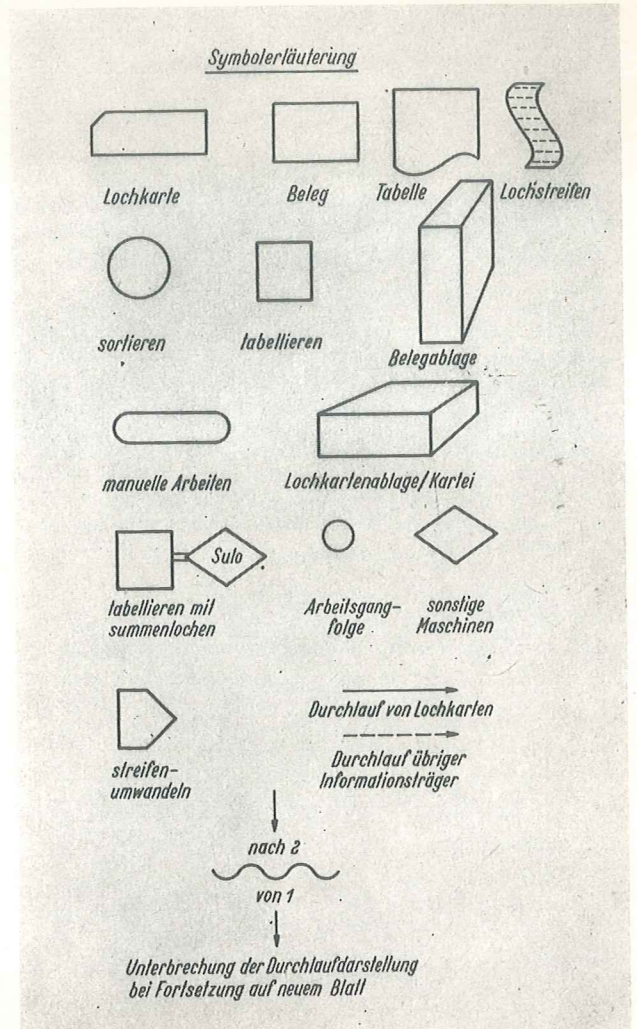 Symbolerläuterung
Lochkarte
Beleg
Tabelle
Lochstreifen
sortieren
tabellieren
Belegablage
manuelle Arbeiten
Lochkartenablage/Kartei
Sulo
tabellieren mit
summenlochen
Arbeitsgang-
folge
sonstige
Maschinen
streifen-
umwandeln
Durchlauf von Lochkarten
Durchlauf übriger
Informationsträger
nach 2
von 1
Unterbrechung der Durchlaufdarstellung
bei Fortsetzung auf neuem Blatt